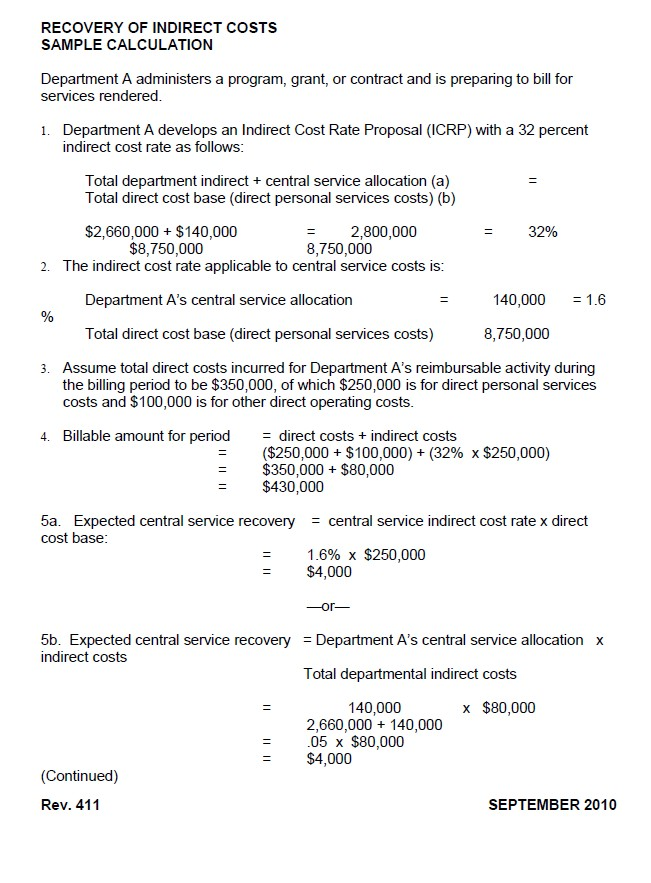 RECOVERY OF INDIRECT COSTS
SAMPLE CALCULATION
Department A administers a program, grant, or contract and is preparing to bill for
services rendered.
1. Department A develops an Indirect Cost Rate Proposal (ICRP) with a 32 percent
indirect cost rate as follows:
Total department indirect + central service allocation (a) =
Total direct cost base (direct personal services costs) (b)
$2,660,000 + $140,000 = 2,800,000 = 32%
$8,750,000 8,750,000
2. The indirect cost rate applicable to central service costs is:
Department A's central service allocation = 140,000 = 1.6
%
Total direct cost base (direct personal services costs) 8,750,000
3. Assume total direct costs incurred for Department A's reimbursable activity during
the billing period to be $350,000, of which $250,000 is for direct personal services
costs and $100,000 is for other direct operating costs.
4. Billable amount for period = direct costs + indirect costs
= ($250,000 + $100,000) + (32% x $250,000)
= $350,000 + $80,000
= $430,000
5a. Expected central service recovery = central service indirect cost rate x direct
cost base:
= 1.6% x $250,000
= $4,000
—or—
5b. Expected central service recovery = Department A's central service allocation x
indirect costs
Total departmental indirect costs
= 140,000 x $80,000
2,660,000 + 140,000
= .05 x $80,000
= $4,000
(Continued)
Rev. 411 SEPTEMBER 2010